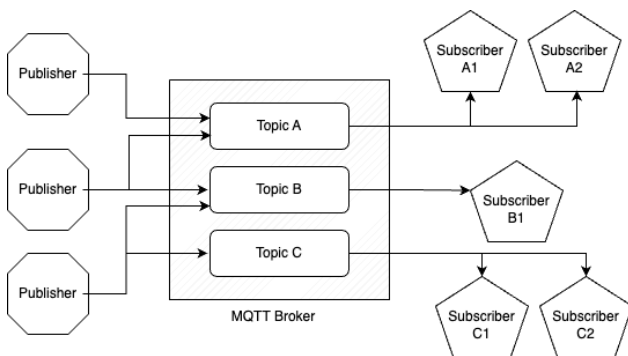 Publisher
Subscriber
A1
Subscriber
A2
Topic A
Publisher
Topic B
Subscriber
B1
Topic C
Publisher
MQTT Broker
Subscriber
C1
Subscriber
C2